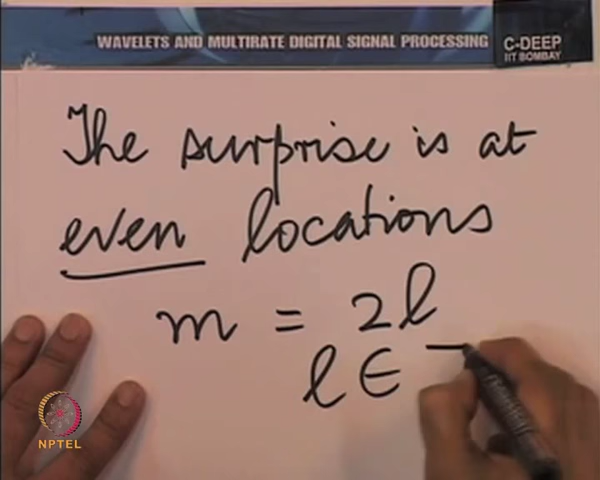 WAVELETS AND MULTIRATE DIGITAL SIGNAL PROCESSING
C-DEEP
IIT BOMBAY
The surprise is at
even locations
m = 2l
l ∈
NPTEL